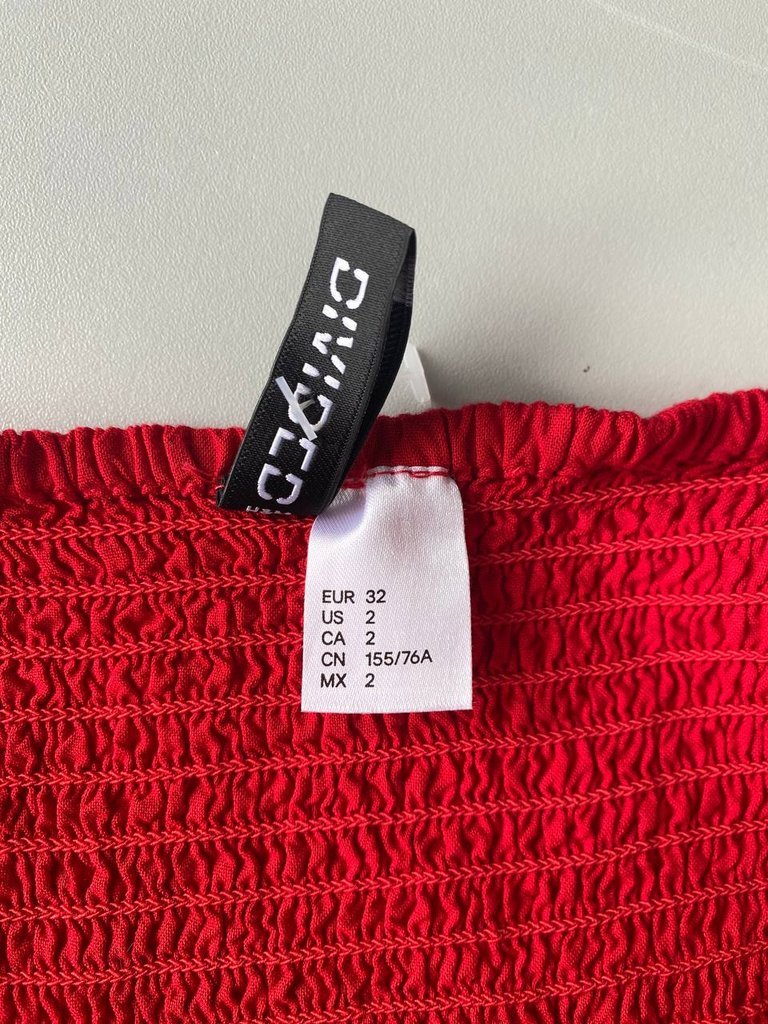 DIVIDED
EUR 32
US 2
CA 2
CN 155/76A
MX 2